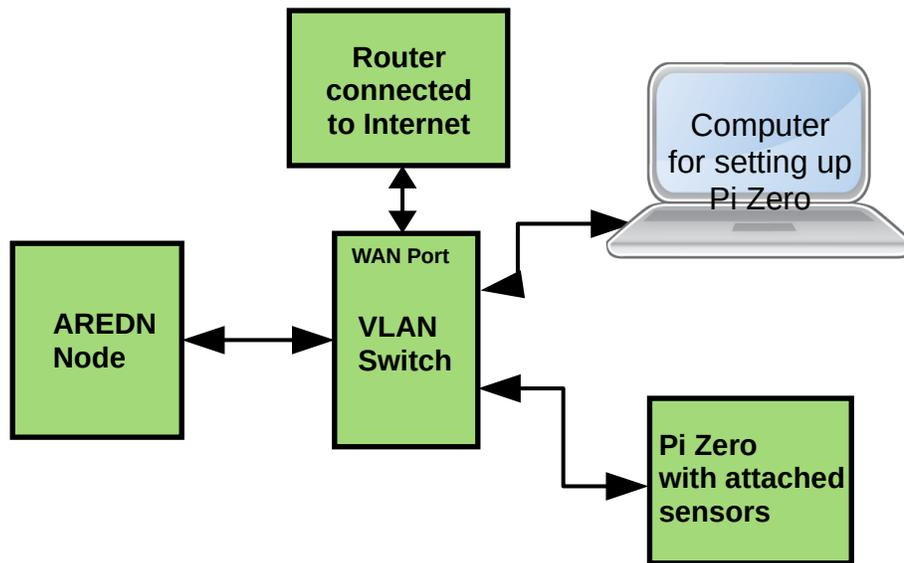 Router
connected
to Internet
Computer
for setting up
Pi Zero
WAN Port
AREDN
Node
VLAN
Switch
Pi Zero
with attached
sensors